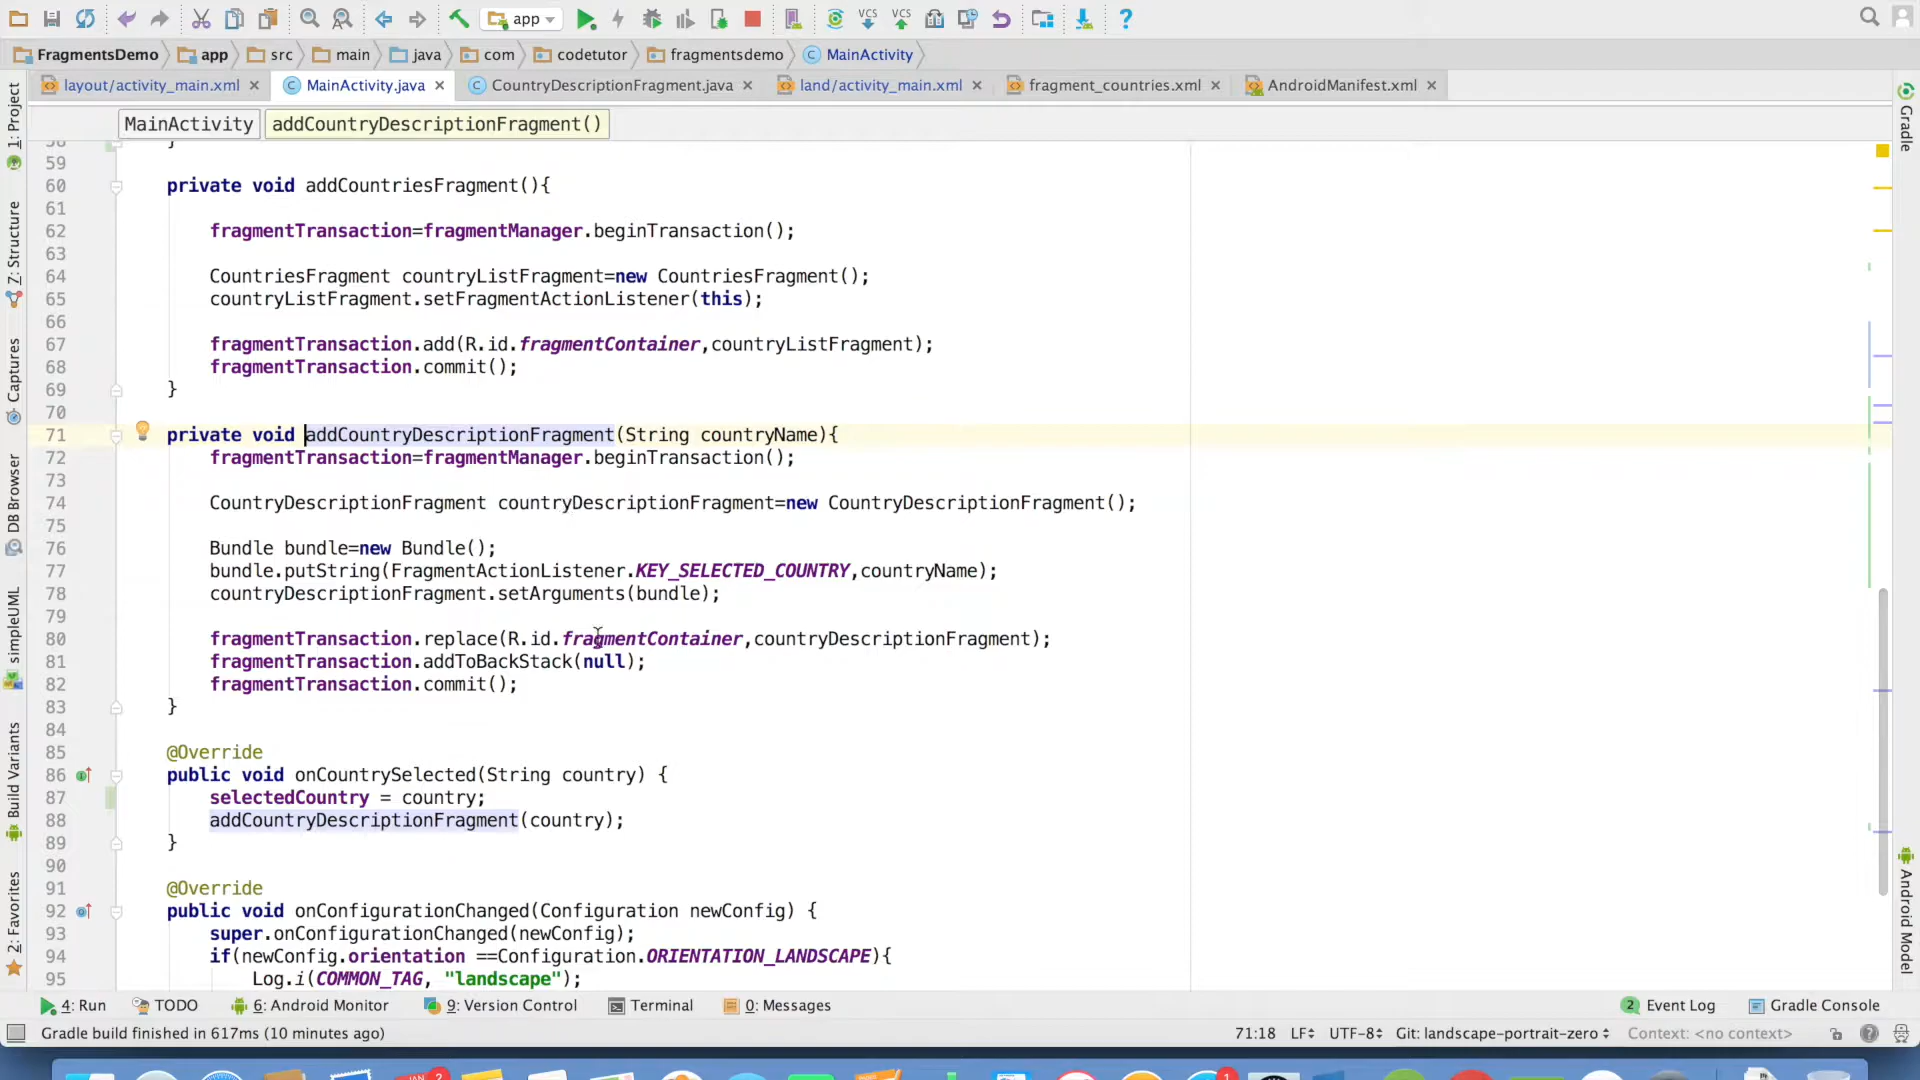 app
VCS VCS
FragmentsDemo app src main java com codetutor fragmentsdemo MainActivity
layout/activity_main.xml MainActivity.java CountryDescriptionFragment.java land/activity_main.xml fragment_countries.xml AndroidManifest.xml
MainActivity addCountryDescriptionFragment()
58 }
59
60 private void addCountriesFragment(){
61
62 fragmentTransaction=fragmentManager.beginTransaction();
63
64 CountriesFragment countryListFragment=new CountriesFragment();
65 countryListFragment.setFragmentActionListener(this);
66
67 fragmentTransaction.add(R.id.fragmentContainer,countryListFragment);
68 fragmentTransaction.commit();
69 }
70
71 private void addCountryDescriptionFragment(String countryName){
72 fragmentTransaction=fragmentManager.beginTransaction();
73
74 CountryDescriptionFragment countryDescriptionFragment=new CountryDescriptionFragment();
75
76 Bundle bundle=new Bundle();
77 bundle.putString(FragmentActionListener.KEY_SELECTED_COUNTRY,countryName);
78 countryDescriptionFragment.setArguments(bundle);
79
80 fragmentTransaction.replace(R.id.fragmentContainer,countryDescriptionFragment);
81 fragmentTransaction.addToBackStack(null);
82 fragmentTransaction.commit();
83 }
84
85 @Override
86 public void onCountrySelected(String country) {
87 selectedCountry = country;
88 addCountryDescriptionFragment(country);
89 }
90
91 @Override
92 public void onConfigurationChanged(Configuration newConfig) {
93 super.onConfigurationChanged(newConfig);
94 if(newConfig.orientation ==Configuration.ORIENTATION_LANDSCAPE){
95 Log.i(COMMON_TAG, "landscape");
1: Project
7: Structure
Captures
DB Browser
simpleUML
Build Variants
2: Favorites
Gradle
Android Model
4: Run TODO 6: Android Monitor 9: Version Control Terminal 0: Messages 2 Event Log Gradle Console
Gradle build finished in 617ms (10 minutes ago) 71:18 LF UTF-8 Git: landscape-portrait-zero Context: <no context>
JAN 2 1